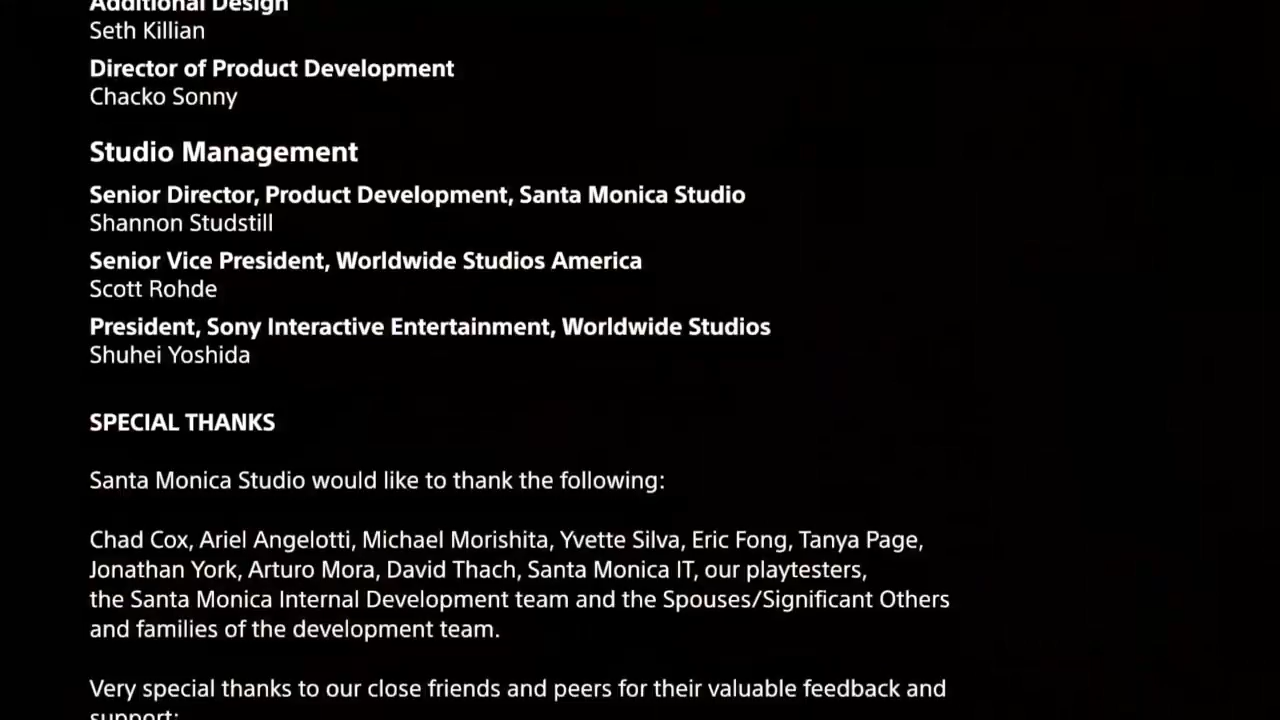 Additional Design
Seth Killian
Director of Product Development
Chacko Sonny
Studio Management
Senior Director, Product Development, Santa Monica Studio
Shannon Studstill
Senior Vice President, Worldwide Studios America
Scott Rohde
President, Sony Interactive Entertainment, Worldwide Studios
Shuhei Yoshida
SPECIAL THANKS
Santa Monica Studio would like to thank the following:
Chad Cox, Ariel Angelotti, Michael Morishita, Yvette Silva, Eric Fong, Tanya Page,
Jonathan York, Arturo Mora, David Thach, Santa Monica IT, our playtesters,
the Santa Monica Internal Development team and the Spouses/Significant Others
and families of the development team.
Very special thanks to our close friends and peers for their valuable feedback and
support: